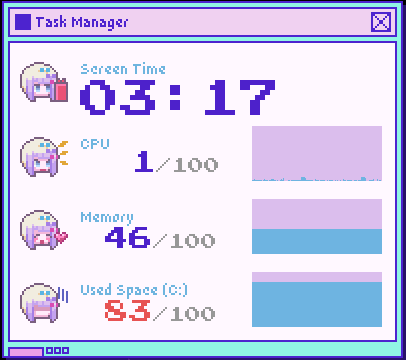 Task Manager
Screen Time
03:17
CPU
1/100
Memory
46/100
Used Space (C:)
83/100